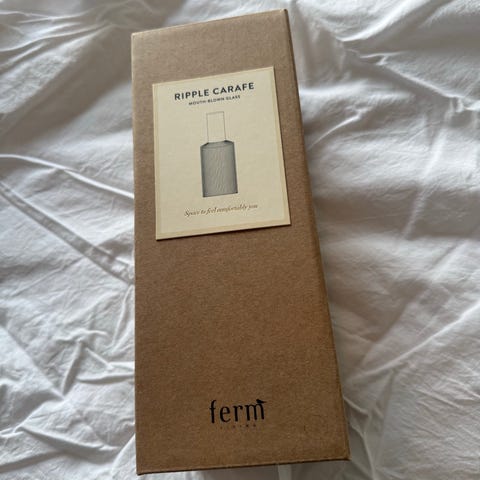 RIPPLE CARAFE
MOUTH-BLOWN GLASS
Space to feel comfortably you
ferm
LIVING